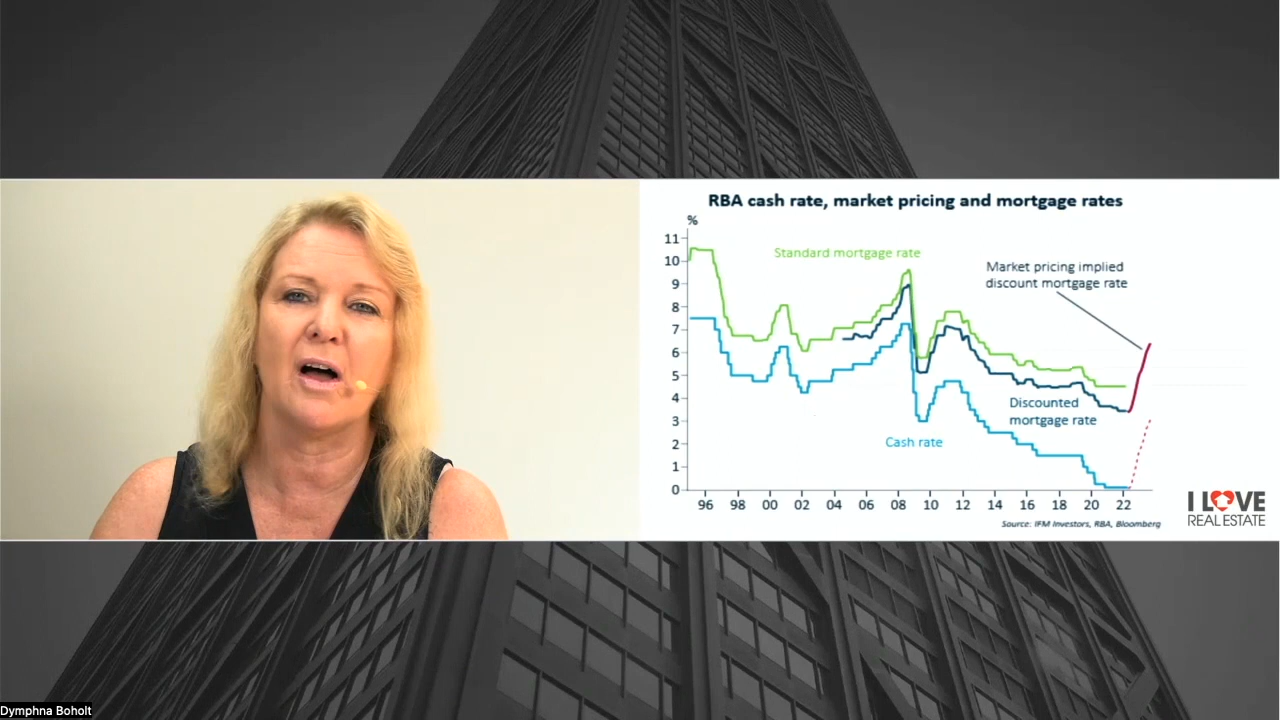 RBA cash rate, market pricing and mortgage rates
%
11
10
9
8
7
6
5
4
3
2
1
0
Standard mortgage rate
Market pricing implied
discount mortgage rate
Discounted
mortgage rate
Cash rate
96 98 00 02 04 06 08 10 12 14 16 18 20 22
Source: IFM Investors, RBA, Bloomberg
I LOVE
REAL ESTATE
Dymphna Boholt